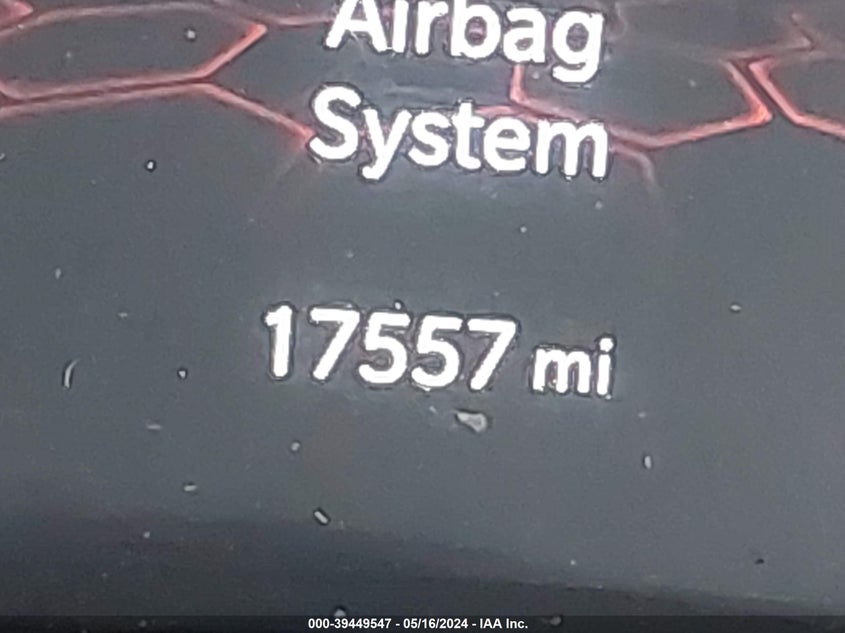 Airbag
System
17557 mi
000-39449547 - 05/16/2024 - IAA Inc.